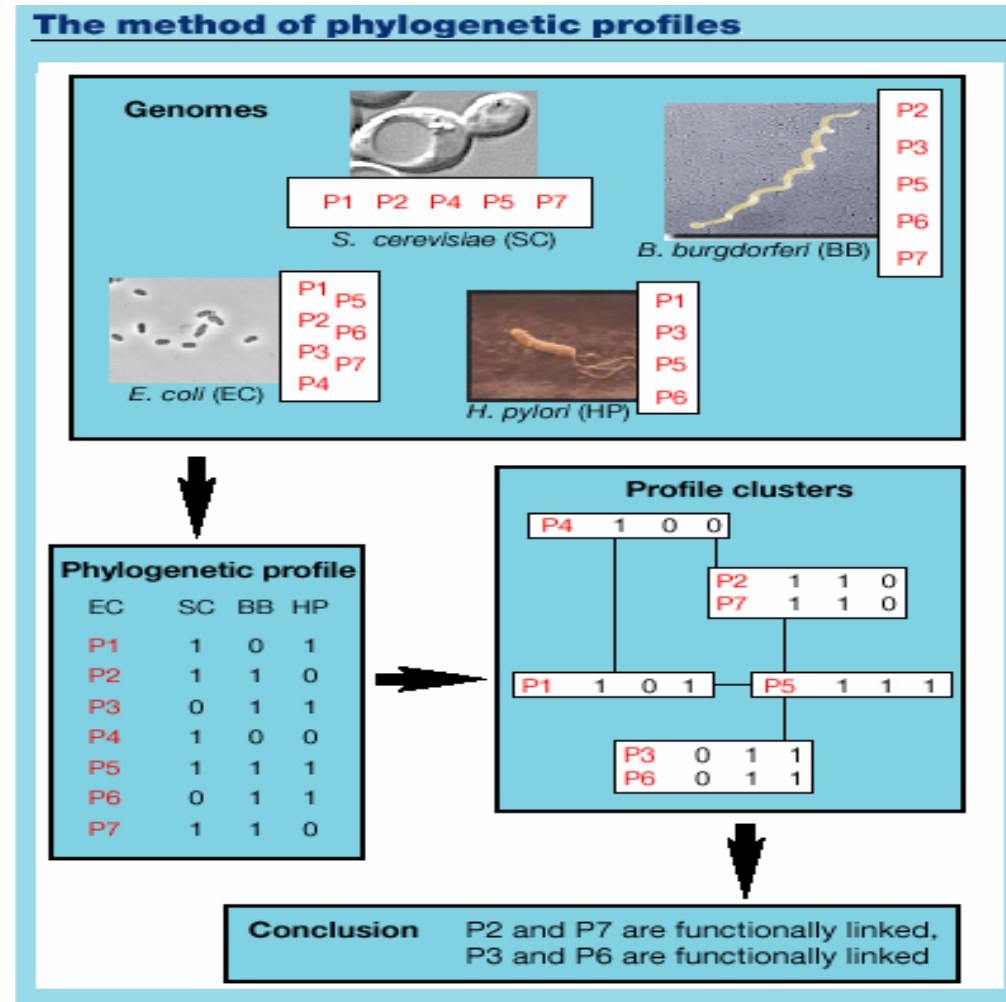 The method of phylogenetic profiles
Genomes
P1 P2 P4 P5 P7
S. cerevisiae (SC)
P2
P3
P5
P6
P7
B. burgdorferi (BB)
P1
P5
P2
P6
P3
P7
P4
E. coli (EC)
P1
P3
P5
P6
H. pylori (HP)
Phylogenetic profile
EC SC BB HP
P1 1 0 1
P2 1 1 0
P3 0 1 1
P4 1 0 0
P5 1 1 1
P6 0 1 1
P7 1 1 0
Profile clusters
P4 1 0 0
P2 1 1 0
P7 1 1 0
P1 1 0 1
P5 1 1 1
P3 0 1 1
P6 0 1 1
Conclusion P2 and P7 are functionally linked,
P3 and P6 are functionally linked